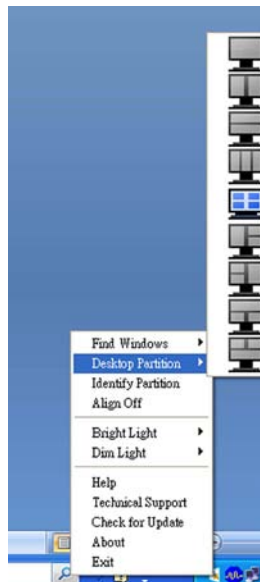 Find Windows
Desktop Partition
Identify Partition
Align Off
Bright Light
Dim Light
Help
Technical Support
Check for Update
About
Exit